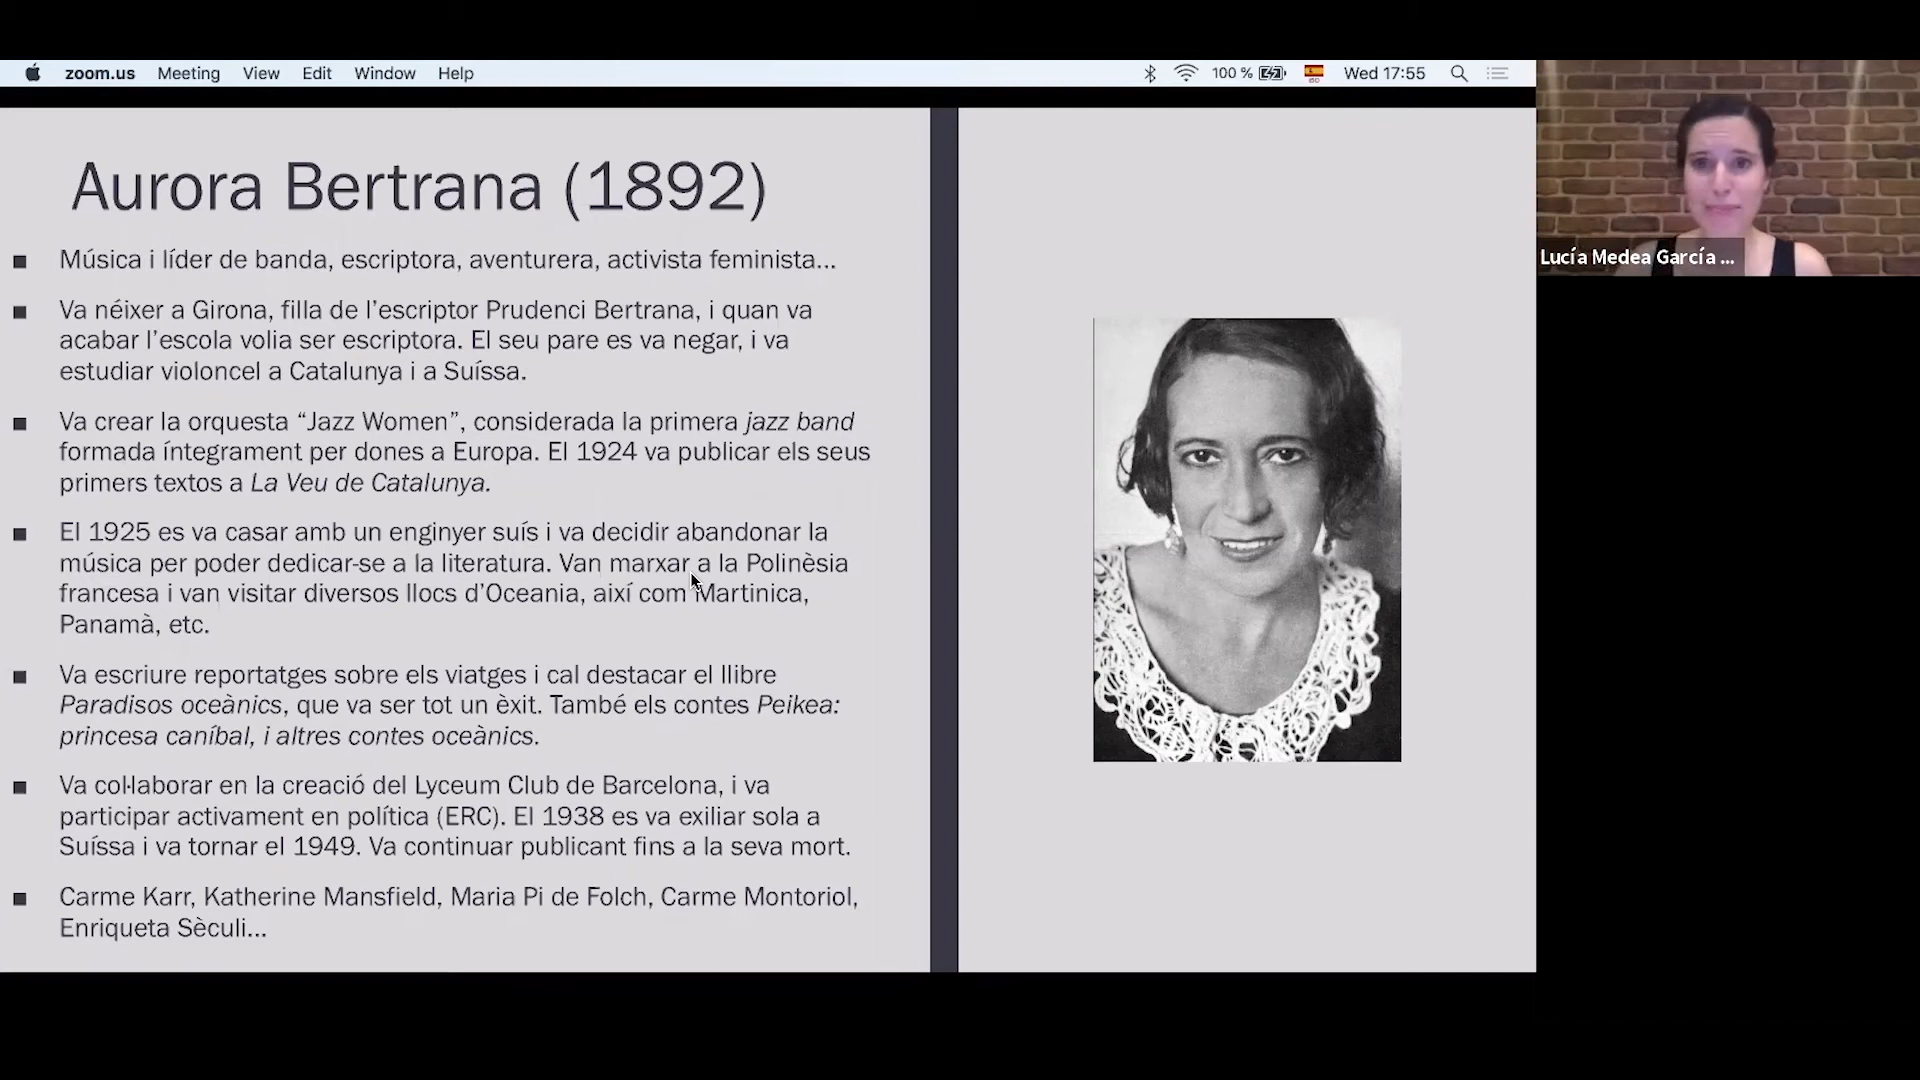 zoom.us Meeting View Edit Window Help 100 % ISO Wed 17:55
Aurora Bertrana (1892)
Música i líder de banda, escriptora, aventurera, activista feminista...
Va néixer a Girona, filla de l’escriptor Prudenci Bertrana, i quan va
acabar l’escola volia ser escriptora. El seu pare es va negar, i va
estudiar violoncel a Catalunya i a Suíssa.
Va crear la orquesta “Jazz Women”, considerada la primera jazz band
formada íntegrament per dones a Europa. El 1924 va publicar els seus
primers textos a La Veu de Catalunya.
El 1925 es va casar amb un enginyer suís i va decidir abandonar la
música per poder dedicar-se a la literatura. Van marxar a la Polinèsia
francesa i van visitar diversos llocs d’Oceania, així com Martinica,
Panamà, etc.
Va escriure reportatges sobre els viatges i cal destacar el llibre
Paradisos oceànics, que va ser tot un èxit. També els contes Peikea:
princesa caníbal, i altres contes oceànics.
Va col·laborar en la creació del Lyceum Club de Barcelona, i va
participar activament en política (ERC). El 1938 es va exiliar sola a
Suíssa i va tornar el 1949. Va continuar publicant fins a la seva mort.
Carme Karr, Katherine Mansfield, Maria Pi de Folch, Carme Montoriol,
Enriqueta Sèculi...
Lucía Medea García ...